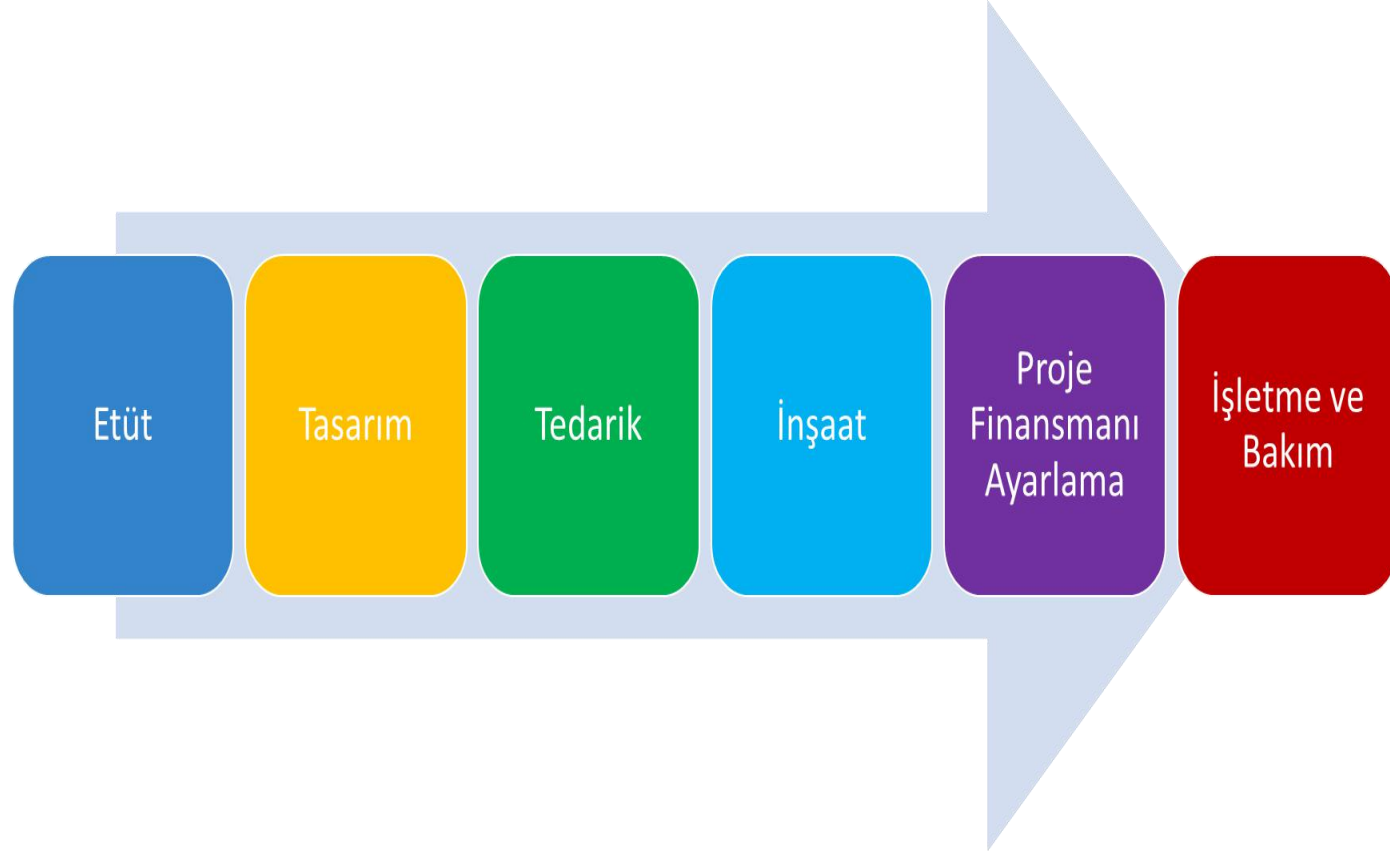 Etüt
Tasarım
Tedarik
İnşaat
Proje
Finansmanı
Ayarlama
İşletme ve
Bakım